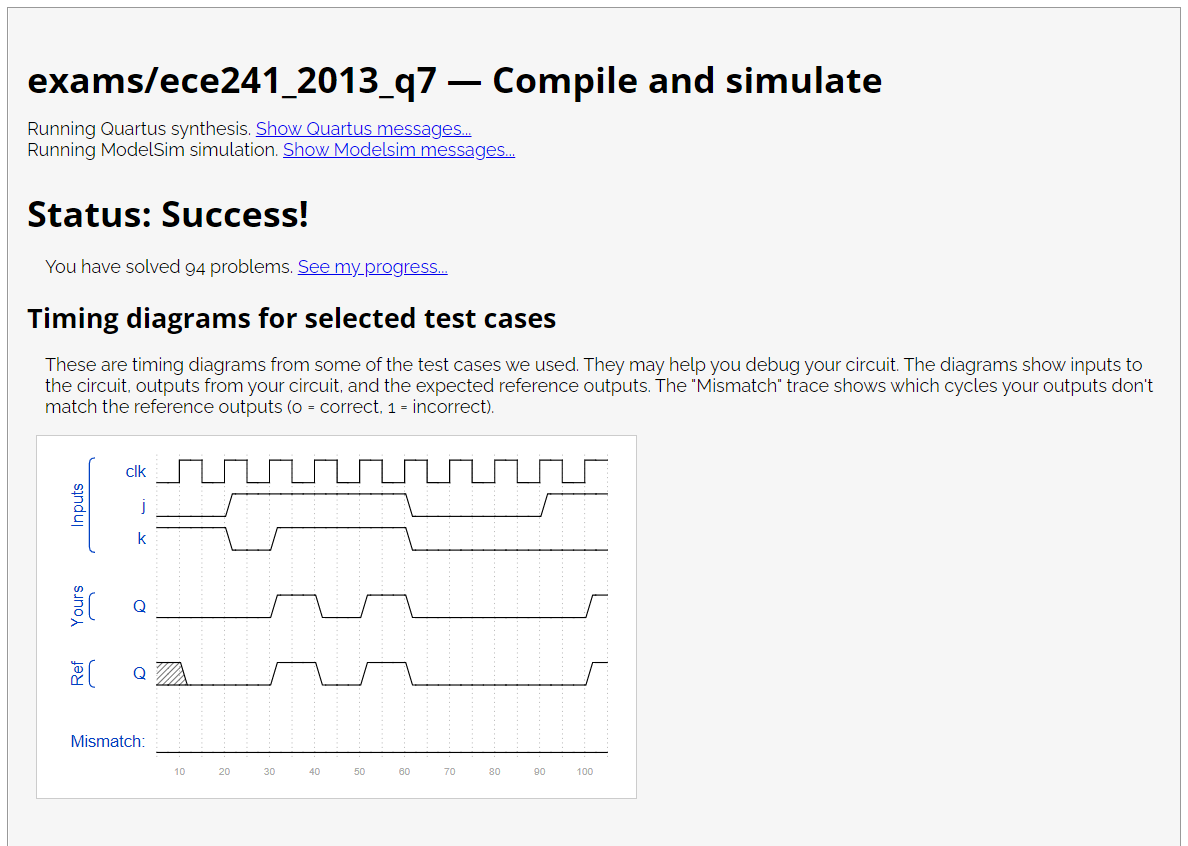 exams/ece241_2013_q7 — Compile and simulate
Running Quartus synthesis. Show Quartus messages...
Running ModelSim simulation. Show Modelsim messages...
Status: Success!
You have solved 94 problems. See my progress...
Timing diagrams for selected test cases
These are timing diagrams from some of the test cases we used. They may help you debug your circuit. The diagrams show inputs to
the circuit, outputs from your circuit, and the expected reference outputs. The "Mismatch" trace shows which cycles your outputs don't
match the reference outputs (0 = correct, 1 = incorrect).
Inputs
clk
j
k
Yours
Q
Ref
Q
Mismatch:
10 20 30 40 50 60 70 80 90 100